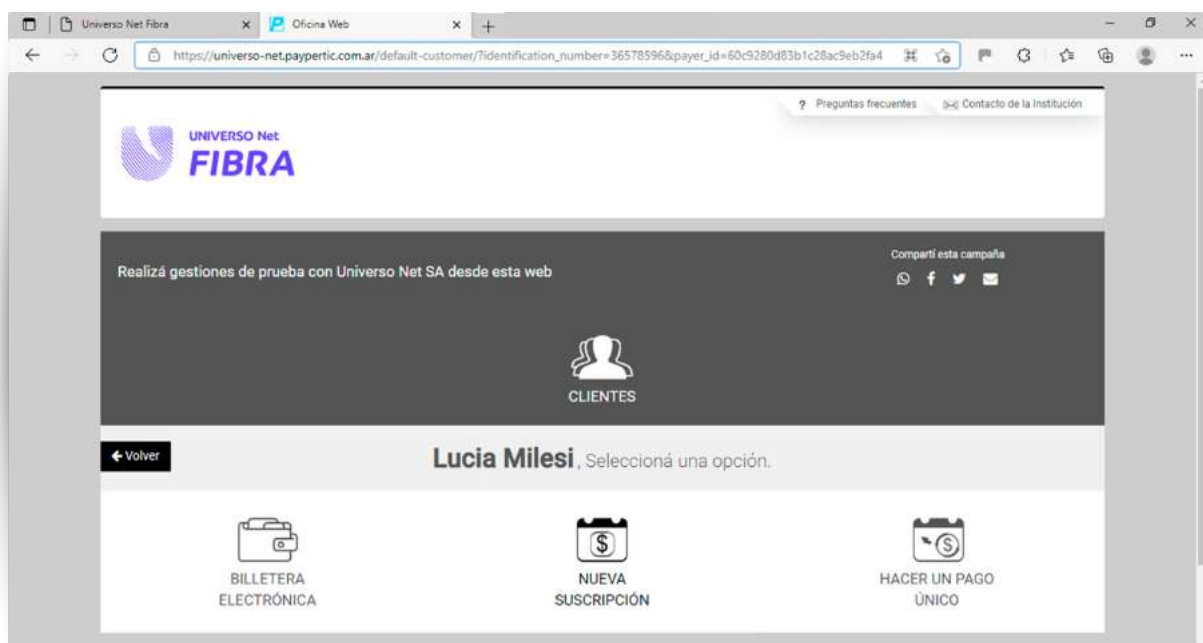 Universo Net Fibra
Oficina Web
https://universo-net.paypertic.com.ar/default-customer/?identification_number=36578596&payer_id=60c9280d83b1c28ac9eb2fa4
? Preguntas frecuentes Contacto de la Institución
UNIVERSO Net
FIBRA
Realizá gestiones de prueba con Universo Net SA desde esta web
Compartí esta campaña
CLIENTES
Volver
Lucia Milesi, Seleccioná una opción.
BILLETERA
ELECTRÓNICA
NUEVA
SUSCRIPCIÓN
HACER UN PAGO
ÚNICO